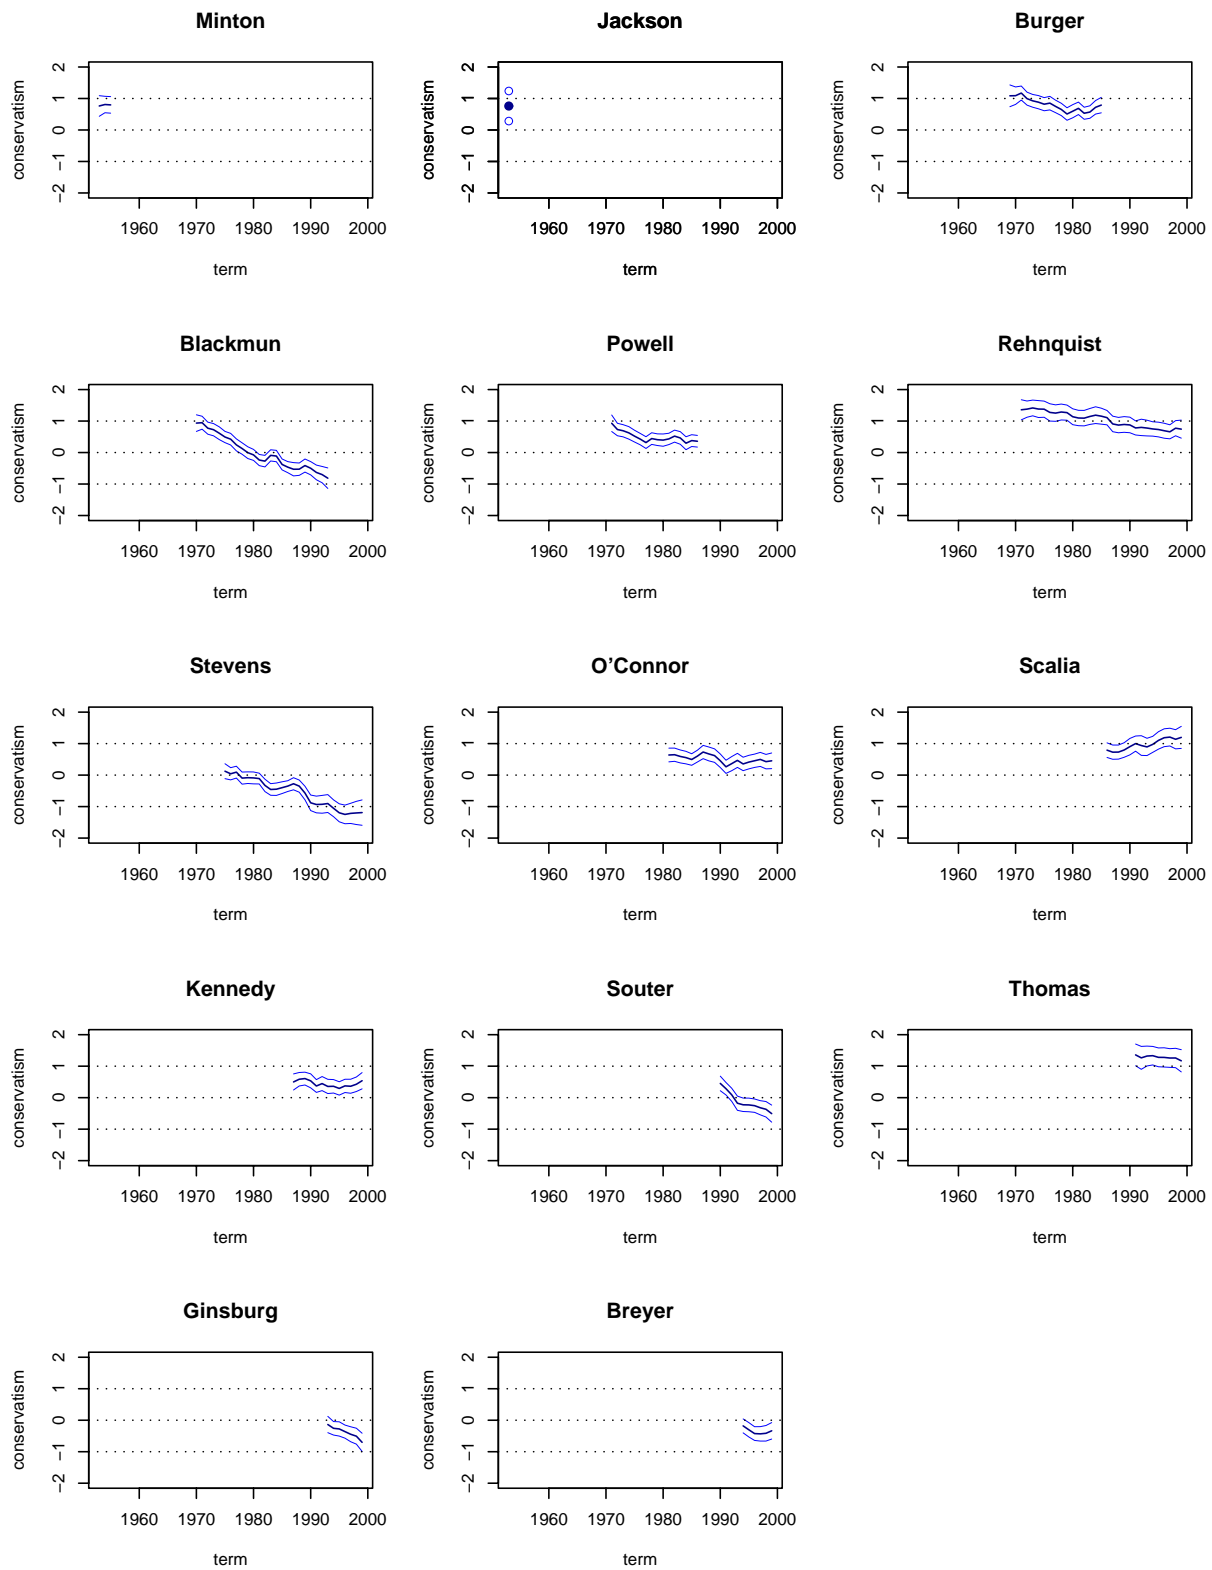 Minton
Jackson
Burger
conservatism
2
1
0
−1
−2
1960 1970 1980 1990 2000
term
conservatism
2
1
0
−1
−2
1960 1970 1980 1990 2000
term
conservatism
2
1
0
−1
−2
1960 1970 1980 1990 2000
term
Blackmun
Powell
Rehnquist
conservatism
2
1
0
−1
−2
1960 1970 1980 1990 2000
term
conservatism
2
1
0
−1
−2
1960 1970 1980 1990 2000
term
conservatism
2
1
0
−1
−2
1960 1970 1980 1990 2000
term
Stevens
O’Connor
Scalia
conservatism
2
1
0
−1
−2
1960 1970 1980 1990 2000
term
conservatism
2
1
0
−1
−2
1960 1970 1980 1990 2000
term
conservatism
2
1
0
−1
−2
1960 1970 1980 1990 2000
term
Kennedy
Souter
Thomas
conservatism
2
1
0
−1
−2
1960 1970 1980 1990 2000
term
conservatism
2
1
0
−1
−2
1960 1970 1980 1990 2000
term
conservatism
2
1
0
−1
−2
1960 1970 1980 1990 2000
term
Ginsburg
Breyer
conservatism
2
1
0
−1
−2
1960 1970 1980 1990 2000
term
conservatism
2
1
0
−1
−2
1960 1970 1980 1990 2000
term